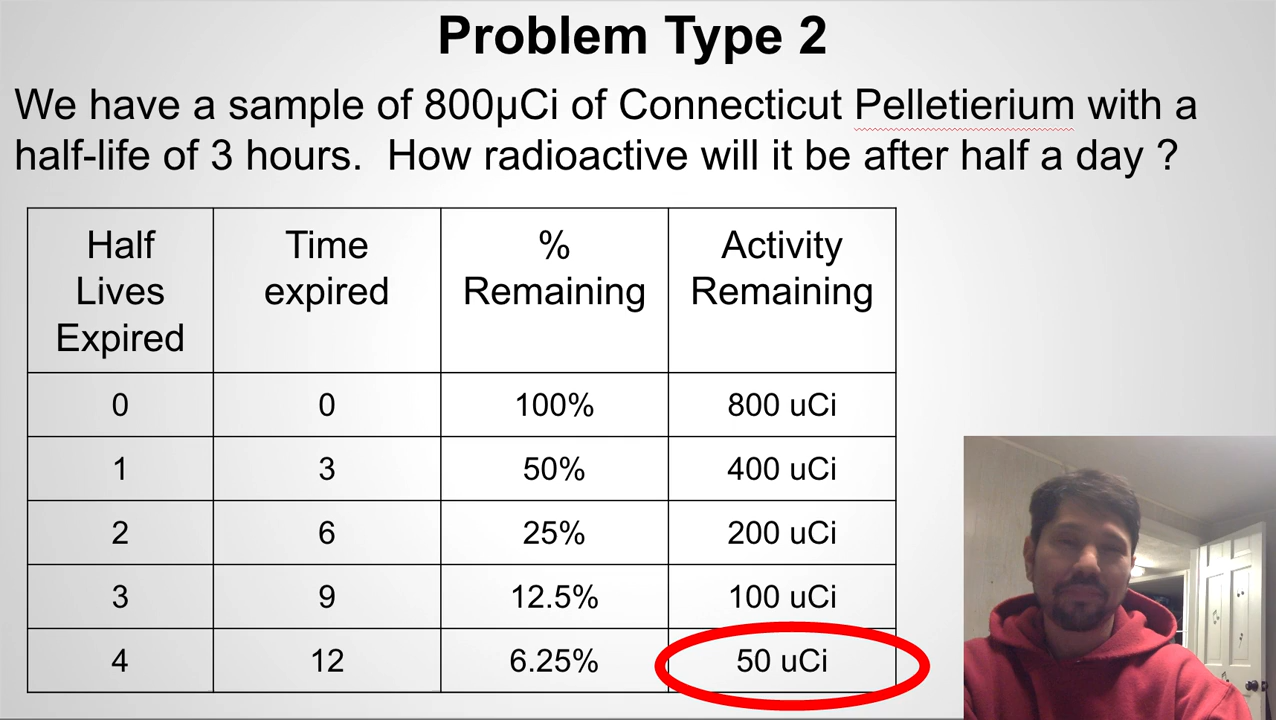 Problem Type 2
We have a sample of 800µCi of Connecticut Pelletierium with a
half-life of 3 hours.  How radioactive will it be after half a day ?
Half Lives Expired | Time expired | % Remaining | Activity Remaining
0 | 0 | 100% | 800 uCi
1 | 3 | 50% | 400 uCi
2 | 6 | 25% | 200 uCi
3 | 9 | 12.5% | 100 uCi
4 | 12 | 6.25% | 50 uCi